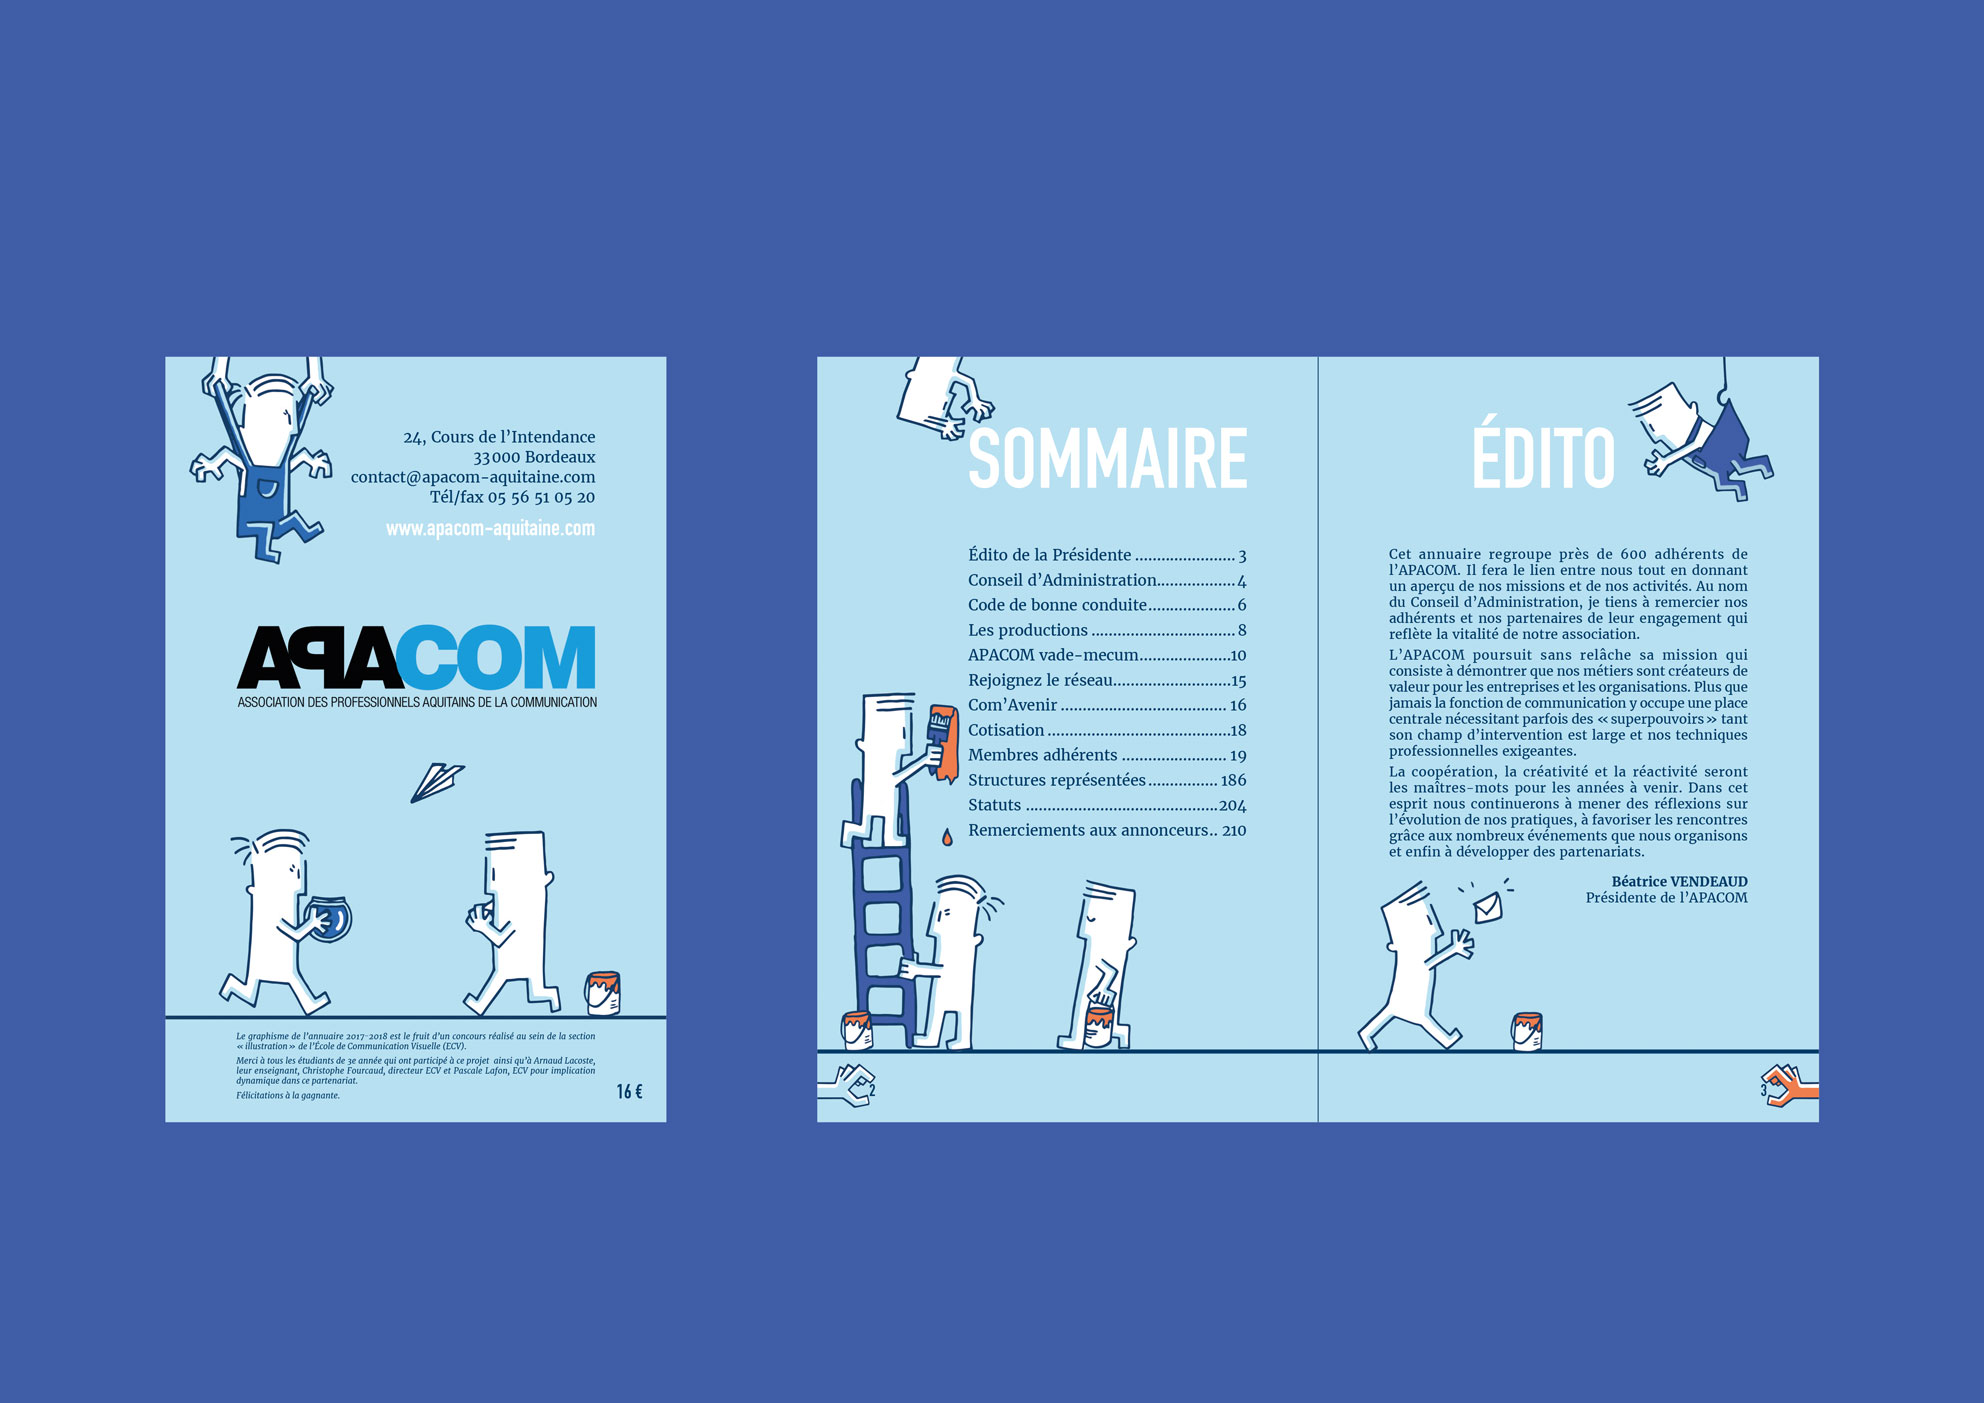 24, Cours de l'Intendance
33000 Bordeaux
contact@apacom-aquitaine.com
Tél/fax 05 56 51 05 20
www.apacom-aquitaine.com
APACOM
ASSOCIATION DES PROFESSIONNELS AQUITAINS DE LA COMMUNICATION
Le graphisme de l'annuaire 2017-2018 est le fruit d'un concours réalisé au sein de la section
« illustration » de l'École de Communication Visuelle (ECV).
Merci à tous les étudiants de 3e année qui ont participé à ce projet ainsi qu'à Arnaud Lacoste,
leur enseignant, Christophe Fourcaud, directeur ECV et Pascale Lafon, ECV pour implication
dynamique dans ce partenariat.
Félicitations à la gagnante.
16 €
SOMMAIRE
Édito de la Présidente ....................... 3
Conseil d'Administration.................. 4
Code de bonne conduite.................... 6
Les productions ................................. 8
APACOM vade-mecum.....................10
Rejoignez le réseau...........................15
Com'Avenir ...................................... 16
Cotisation ..........................................18
Membres adhérents ........................ 19
Structures représentées................ 186
Statuts ............................................204
Remerciements aux annonceurs.. 210
2
ÉDITO
Cet annuaire regroupe près de 600 adhérents de
l'APACOM. Il fera le lien entre nous tout en donnant
un aperçu de nos missions et de nos activités. Au nom
du Conseil d'Administration, je tiens à remercier nos
adhérents et nos partenaires de leur engagement qui
reflète la vitalité de notre association.
L'APACOM poursuit sans relâche sa mission qui
consiste à démontrer que nos métiers sont créateurs de
valeur pour les entreprises et les organisations. Plus que
jamais la fonction de communication y occupe une place
centrale nécessitant parfois des « superpouvoirs » tant
son champ d'intervention est large et nos techniques
professionnelles exigeantes.
La coopération, la créativité et la réactivité seront
les maîtres-mots pour les années à venir. Dans cet
esprit nous continuerons à mener des réflexions sur
l'évolution de nos pratiques, à favoriser les rencontres
grâce aux nombreux événements que nous organisons
et enfin à développer des partenariats.
Béatrice VENDEAUD
Présidente de l'APACOM
3